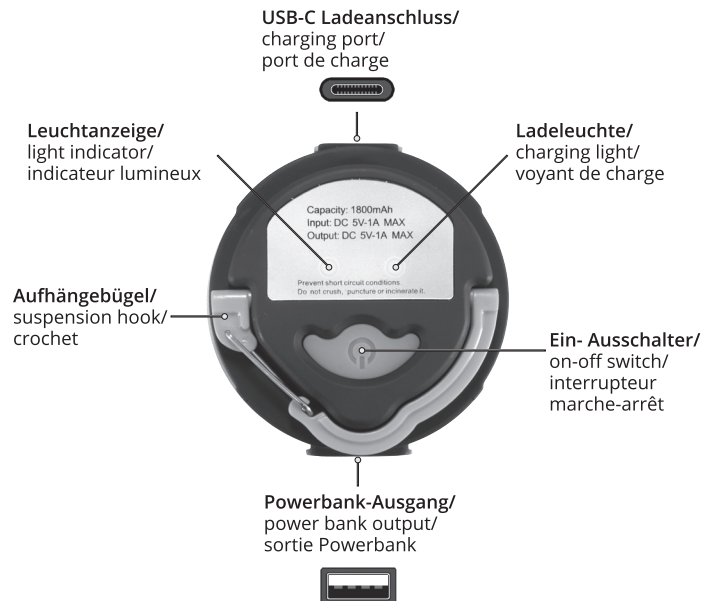 USB-C Ladeanschluss/
charging port/
port de charge
Leuchtanzeige/
light indicator/
indicateur lumineux
Ladeleuchte/
charging light/
voyant de charge
Capacity: 1800mAh
Input: DC 5V-1A MAX
Output: DC 5V-1A MAX
Prevent short circuit conditions.
Do not crush, puncture or incinerate it.
Aufhängebügel/
suspension hook/
crochet
Ein- Ausschalter/
on-off switch/
interrupteur
marche-arrêt
Powerbank-Ausgang/
power bank output/
sortie Powerbank